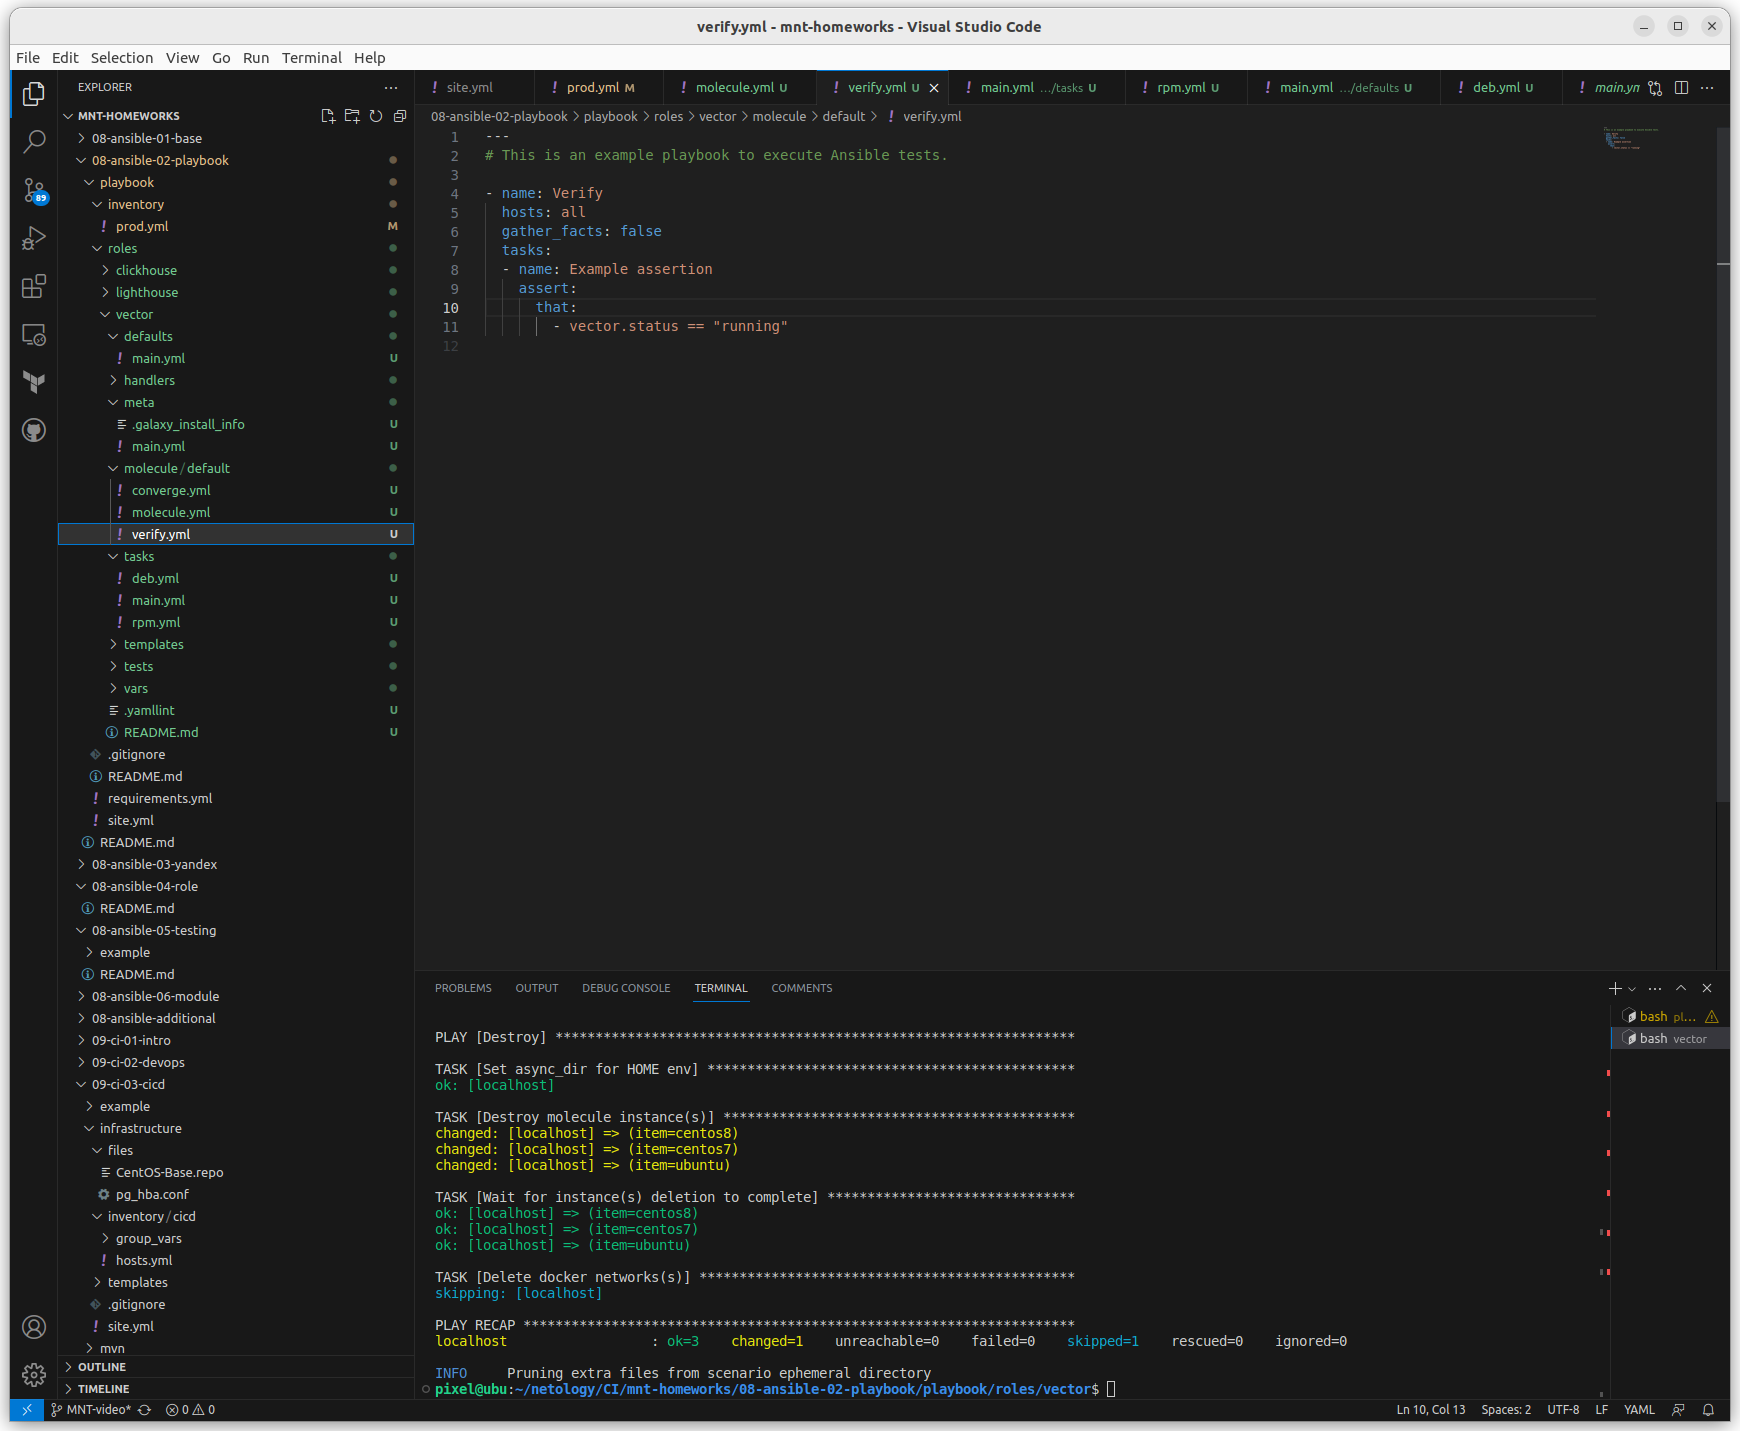 verify.yml - mnt-homeworks - Visual Studio Code
File Edit Selection View Go Run Terminal Help
EXPLORER
MNT-HOMEWORKS
08-ansible-01-base
08-ansible-02-playbook
playbook
inventory
prod.yml M
roles
clickhouse
lighthouse
vector
defaults
main.yml U
handlers
meta
.galaxy_install_info U
main.yml U
molecule/default
converge.yml U
molecule.yml U
verify.yml U
tasks
deb.yml U
main.yml U
rpm.yml U
templates
tests
vars
.yamllint U
README.md U
.gitignore
README.md
requirements.yml
site.yml
README.md
08-ansible-03-yandex
08-ansible-04-role
README.md
08-ansible-05-testing
example
README.md
08-ansible-06-module
08-ansible-additional
09-ci-01-intro
09-ci-02-devops
09-ci-03-cicd
example
infrastructure
files
CentOS-Base.repo
pg_hba.conf
inventory/cicd
group_vars
hosts.yml
templates
.gitignore
site.yml
mvn
OUTLINE
TIMELINE
89
site.yml prod.yml M molecule.yml U verify.yml U main.yml .../tasks U rpm.yml U main.yml .../defaults U deb.yml U main.yn
08-ansible-02-playbook > playbook > roles > vector > molecule > default > verify.yml
1 ---
2 # This is an example playbook to execute Ansible tests.
3
4 - name: Verify
5 hosts: all
6 gather_facts: false
7 tasks:
8 - name: Example assertion
9 assert:
10 that:
11 - vector.status == "running"
12
PROBLEMS OUTPUT DEBUG CONSOLE TERMINAL COMMENTS
bash pl...
bash vector
PLAY [Destroy] *****************************************************************
TASK [Set async_dir for HOME env] **********************************************
ok: [localhost]
TASK [Destroy molecule instance(s)] ********************************************
changed: [localhost] => (item=centos8)
changed: [localhost] => (item=centos7)
changed: [localhost] => (item=ubuntu)
TASK [Wait for instance(s) deletion to complete] *******************************
ok: [localhost] => (item=centos8)
ok: [localhost] => (item=centos7)
ok: [localhost] => (item=ubuntu)
TASK [Delete docker networks(s)] ***********************************************
skipping: [localhost]
PLAY RECAP *********************************************************************
localhost : ok=3 changed=1 unreachable=0 failed=0 skipped=1 rescued=0 ignored=0
INFO Pruning extra files from scenario ephemeral directory
pixel@ubu:~/netology/CI/mnt-homeworks/08-ansible-02-playbook/playbook/roles/vector$
MNT-video* 0 0 Ln 10, Col 13 Spaces: 2 UTF-8 LF YAML